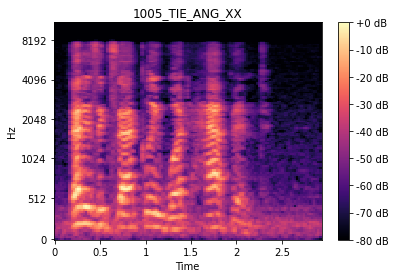 1005_TIE_ANG_XX
8192
4096
2048
1024
512
0
Hz
0
0.5
1
1.5
2
2.5
Time
+0 dB
-10 dB
-20 dB
-30 dB
-40 dB
-50 dB
-60 dB
-70 dB
-80 dB